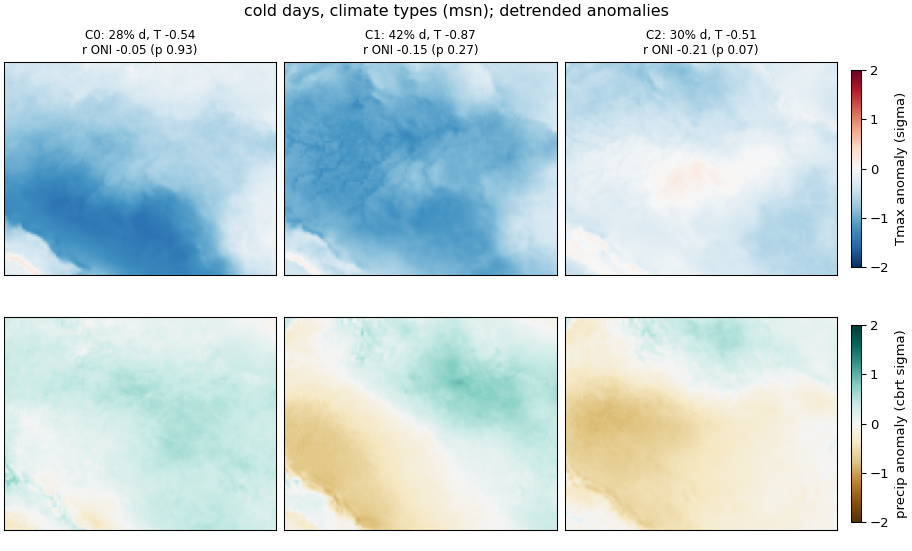 cold days, climate types (msn); detrended anomalies
C0: 28% d, T -0.54
r ONI -0.05 (p 0.93)
C1: 42% d, T -0.87
r ONI -0.15 (p 0.27)
C2: 30% d, T -0.51
r ONI -0.21 (p 0.07)
2
1
0
−1
−2
Tmax anomaly (sigma)
2
1
0
−1
−2
precip anomaly (cbrt sigma)